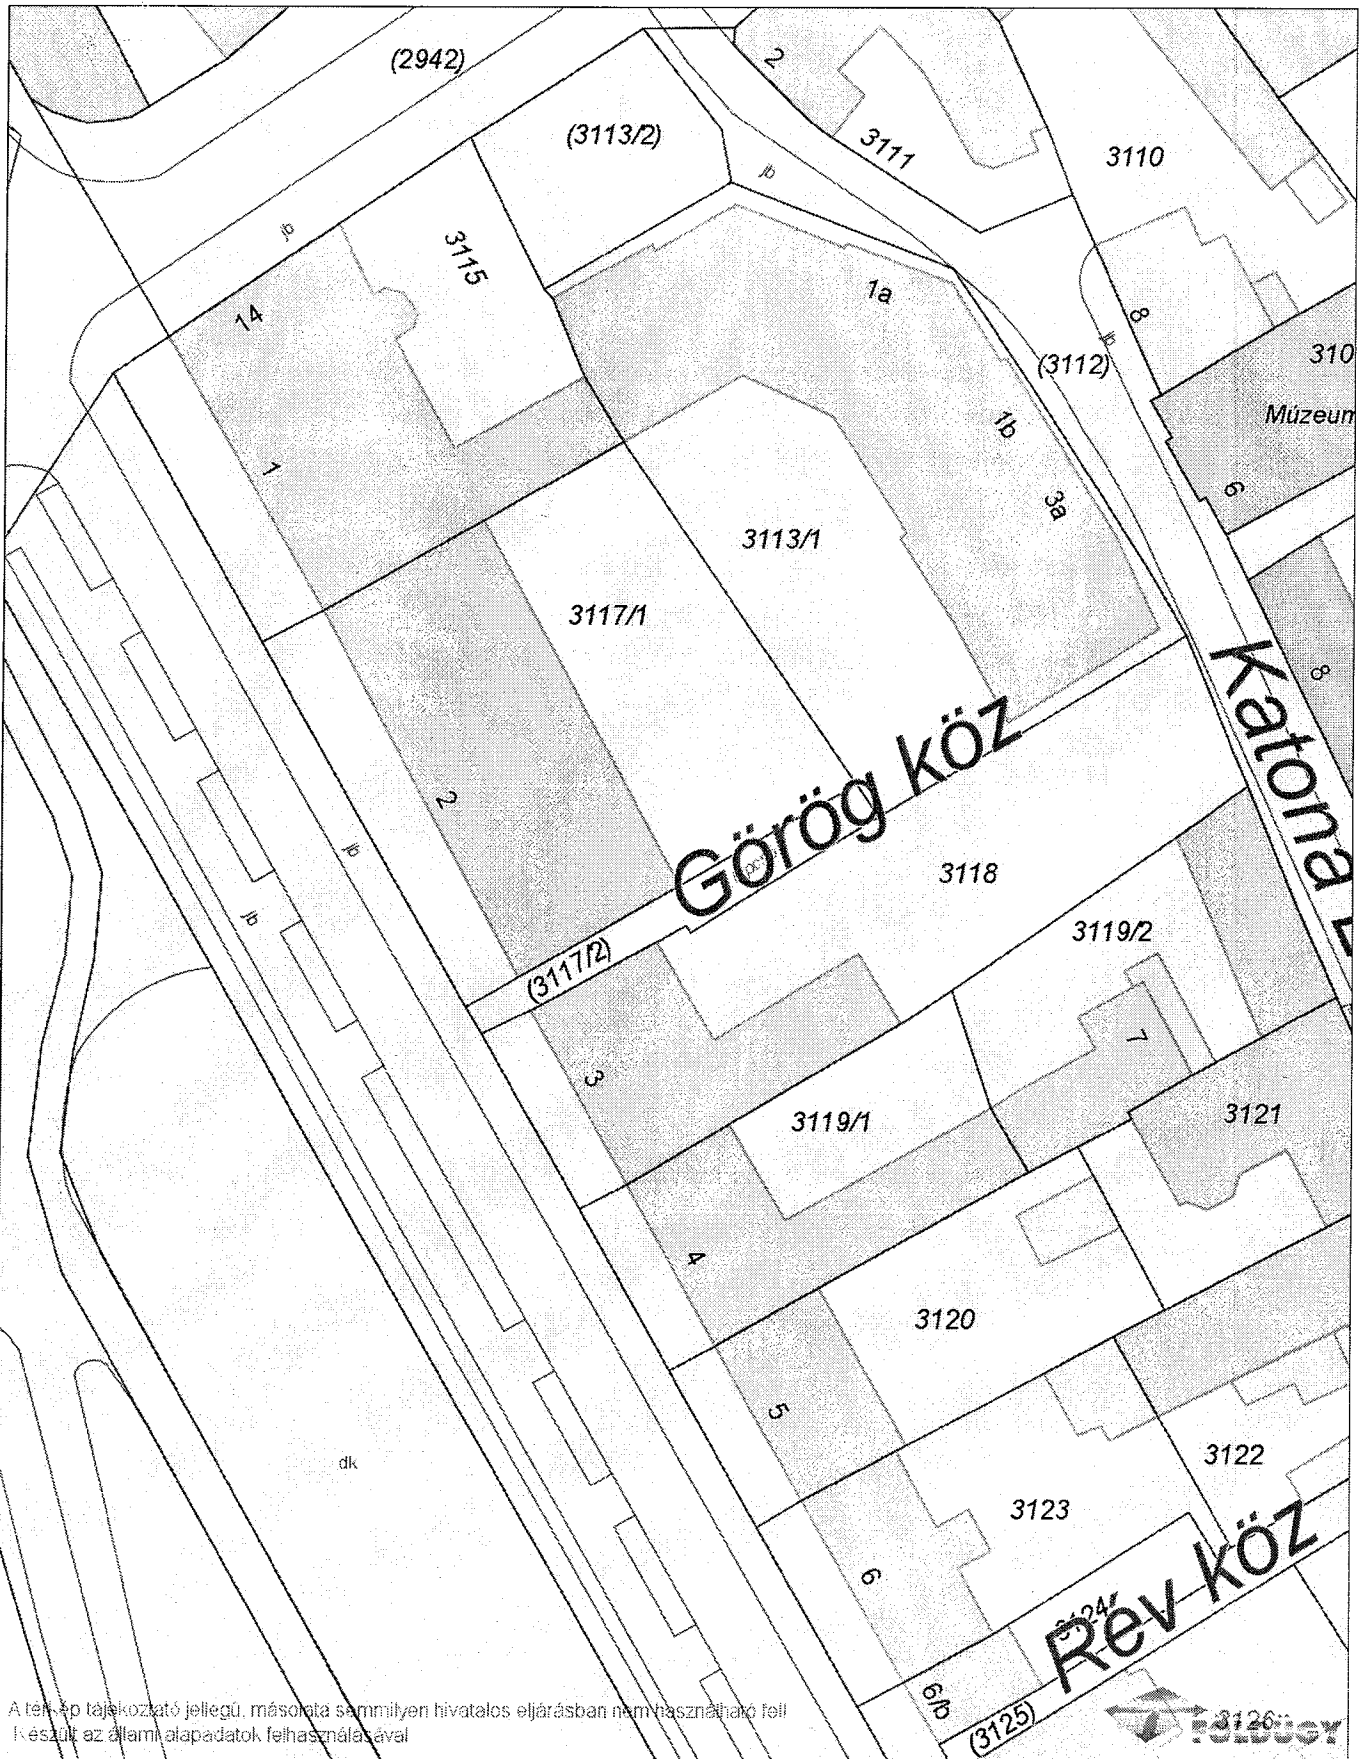 (2942)
2
(3113/2)
3111
3110
jb
jb
3115
14
1a
8
jb
(3112)
310
Múzeum
1b
6
3a
1
3113/1
3117/1
8
Katona
2
Görög köz
jb
3118
jb
3119/2
(3117/2)
7
3
3119/1
3121
4
3120
5
dk
3122
3123
6
Rév köz
3124
6/b
(3125)
3126
A térkép tájékoztató jellegű, másolata semmilyen hivatalos eljárásban nem használható fel!
Készült az állami alapadatok felhasználásával
FÖLDÜGY